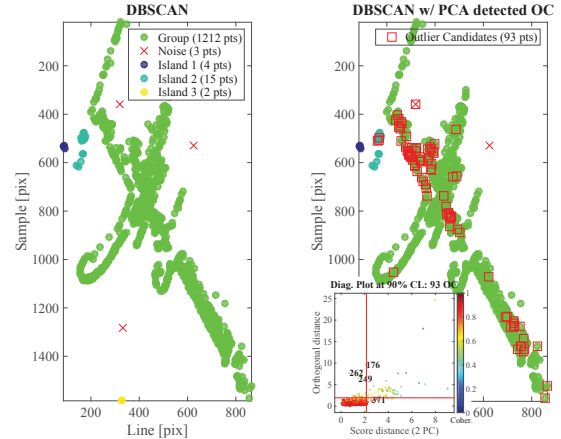 DBSCAN
Group (1212 pts)
Noise (3 pts)
Island 1 (4 pts)
Island 2 (15 pts)
Island 3 (2 pts)
200
400
600
800
1000
1200
1400
Sample [pix]
200 400 600 800
Line [pix]
DBSCAN w/ PCA detected OC
Outlier Candidates (93 pts)
200
400
600
800
1000
1200
1400
Sample [pix]
600 800
Line [pix]
Diag. Plot at 90% CL: 93 OC
25
20
15
10
5
0
Orthogonal distance
176
262
249
371
0 2 4 6 8
Score distance (2 PC)
1
0.8
0.6
0.4
0.2
0
Coher.